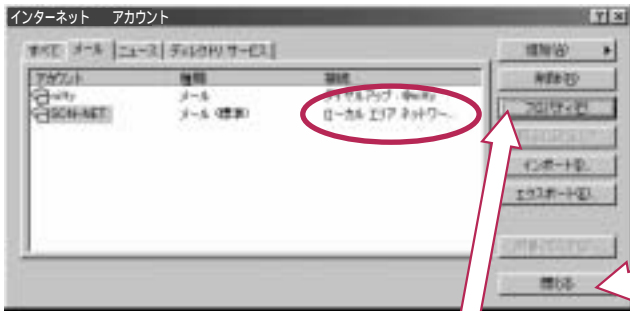 インターネット アカウント
すべて メール ニュース ディレクトリ サービス
追加(A)
アカウント 種類 接続
削除(R)
メール ダイヤルアップ :
メール (標準) ローカル エリア ネットワー...
プロパティ(P)
インポート(I)...
エクスポート(E)...
閉じる